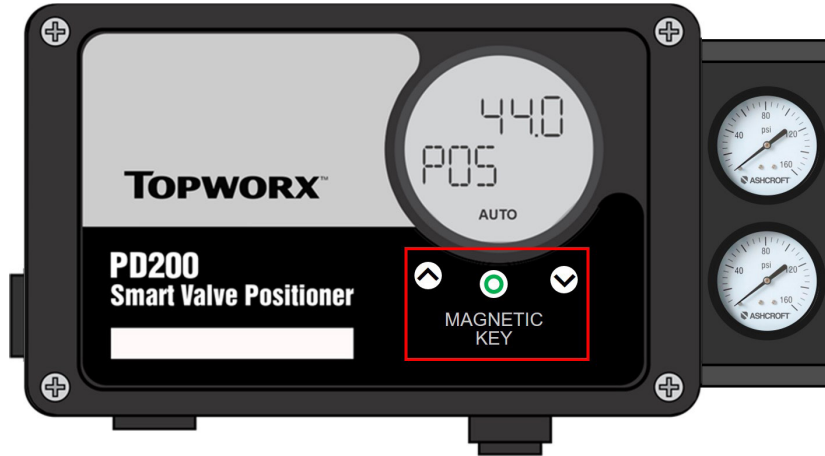 44.0
POS
AUTO
TOPWORX™
PD200
Smart Valve Positioner
MAGNETIC
KEY
80
40 psi 120
160
ASHCROFT
80
40 psi 120
160
ASHCROFT